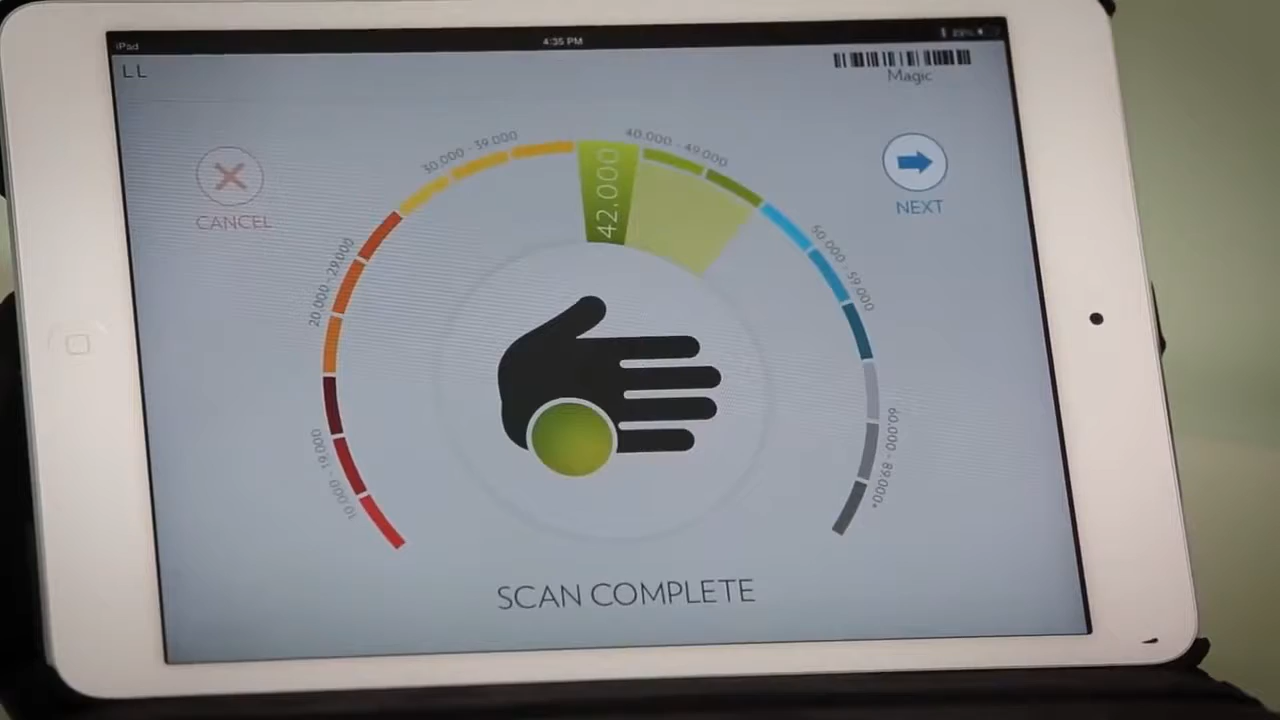 iPad
4:35 PM
29%
LL
Magic
CANCEL
NEXT
10.000 - 19.000
20.000 - 29.000
30.000 - 39.000
42.000
40.000 - 49.000
50.000 - 59.000
60.000 - 89.000+
SCAN COMPLETE